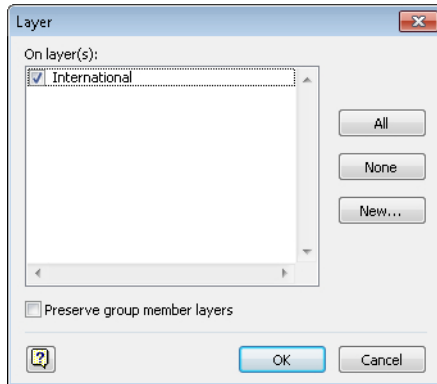 Layer
On layer(s):
International
All
None
New...
Preserve group member layers
?
OK
Cancel